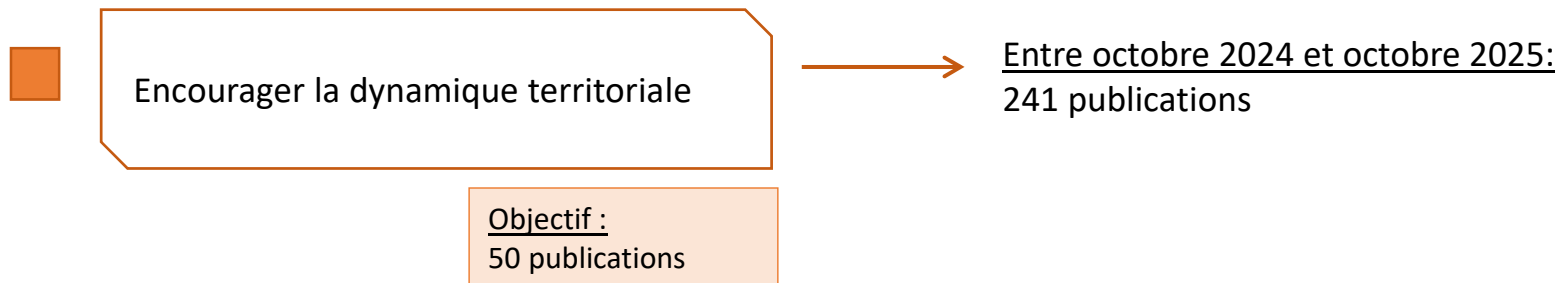 Encourager la dynamique territoriale
Entre octobre 2024 et octobre 2025:
241 publications
Objectif :
50 publications